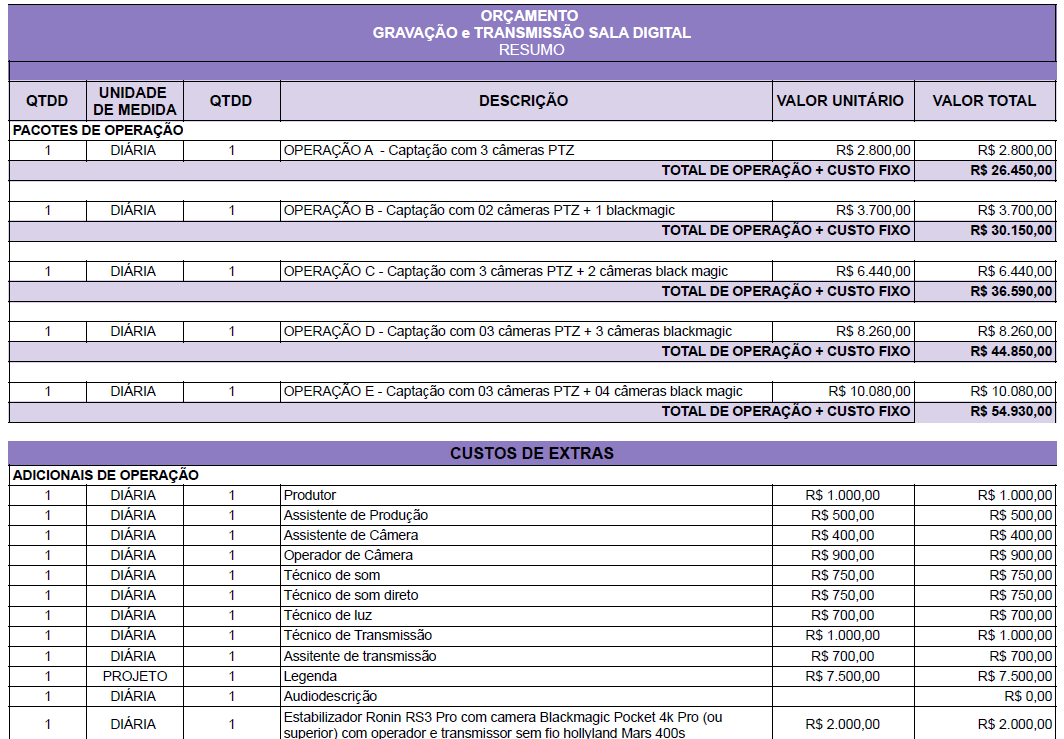 ORÇAMENTO
GRAVAÇÃO e TRANSMISSÃO SALA DIGITAL
RESUMO
QTDD UNIDADE DE MEDIDA QTDD DESCRIÇÃO VALOR UNITÁRIO VALOR TOTAL
PACOTES DE OPERAÇÃO
1 DIÁRIA 1 OPERAÇÃO A - Captação com 3 câmeras PTZ R$ 2.800,00 R$ 2.800,00
TOTAL DE OPERAÇÃO + CUSTO FIXO R$ 26.450,00
1 DIÁRIA 1 OPERAÇÃO B - Captação com 02 câmeras PTZ + 1 blackmagic R$ 3.700,00 R$ 3.700,00
TOTAL DE OPERAÇÃO + CUSTO FIXO R$ 30.150,00
1 DIÁRIA 1 OPERAÇÃO C - Captação com 3 câmeras PTZ + 2 câmeras black magic R$ 6.440,00 R$ 6.440,00
TOTAL DE OPERAÇÃO + CUSTO FIXO R$ 36.590,00
1 DIÁRIA 1 OPERAÇÃO D - Captação com 03 câmeras PTZ + 3 câmeras blackmagic R$ 8.260,00 R$ 8.260,00
TOTAL DE OPERAÇÃO + CUSTO FIXO R$ 44.850,00
1 DIÁRIA 1 OPERAÇÃO E - Captação com 03 câmeras PTZ + 04 câmeras black magic R$ 10.080,00 R$ 10.080,00
TOTAL DE OPERAÇÃO + CUSTO FIXO R$ 54.930,00
CUSTOS DE EXTRAS
ADICIONAIS DE OPERAÇÃO
1 DIÁRIA 1 Produtor R$ 1.000,00 R$ 1.000,00
1 DIÁRIA 1 Assistente de Produção R$ 500,00 R$ 500,00
1 DIÁRIA 1 Assistente de Câmera R$ 400,00 R$ 400,00
1 DIÁRIA 1 Operador de Câmera R$ 900,00 R$ 900,00
1 DIÁRIA 1 Técnico de som R$ 750,00 R$ 750,00
1 DIÁRIA 1 Técnico de som direto R$ 750,00 R$ 750,00
1 DIÁRIA 1 Técnico de luz R$ 700,00 R$ 700,00
1 DIÁRIA 1 Técnico de Transmissão R$ 1.000,00 R$ 1.000,00
1 DIÁRIA 1 Assitente de transmissão R$ 700,00 R$ 700,00
1 PROJETO 1 Legenda R$ 7.500,00 R$ 7.500,00
1 DIÁRIA 1 Audiodescrição R$ 0,00
1 DIÁRIA 1 Estabilizador Ronin RS3 Pro com camera Blackmagic Pocket 4k Pro (ou
superior) com operador e transmissor sem fio hollyland Mars 400s R$ 2.000,00 R$ 2.000,00